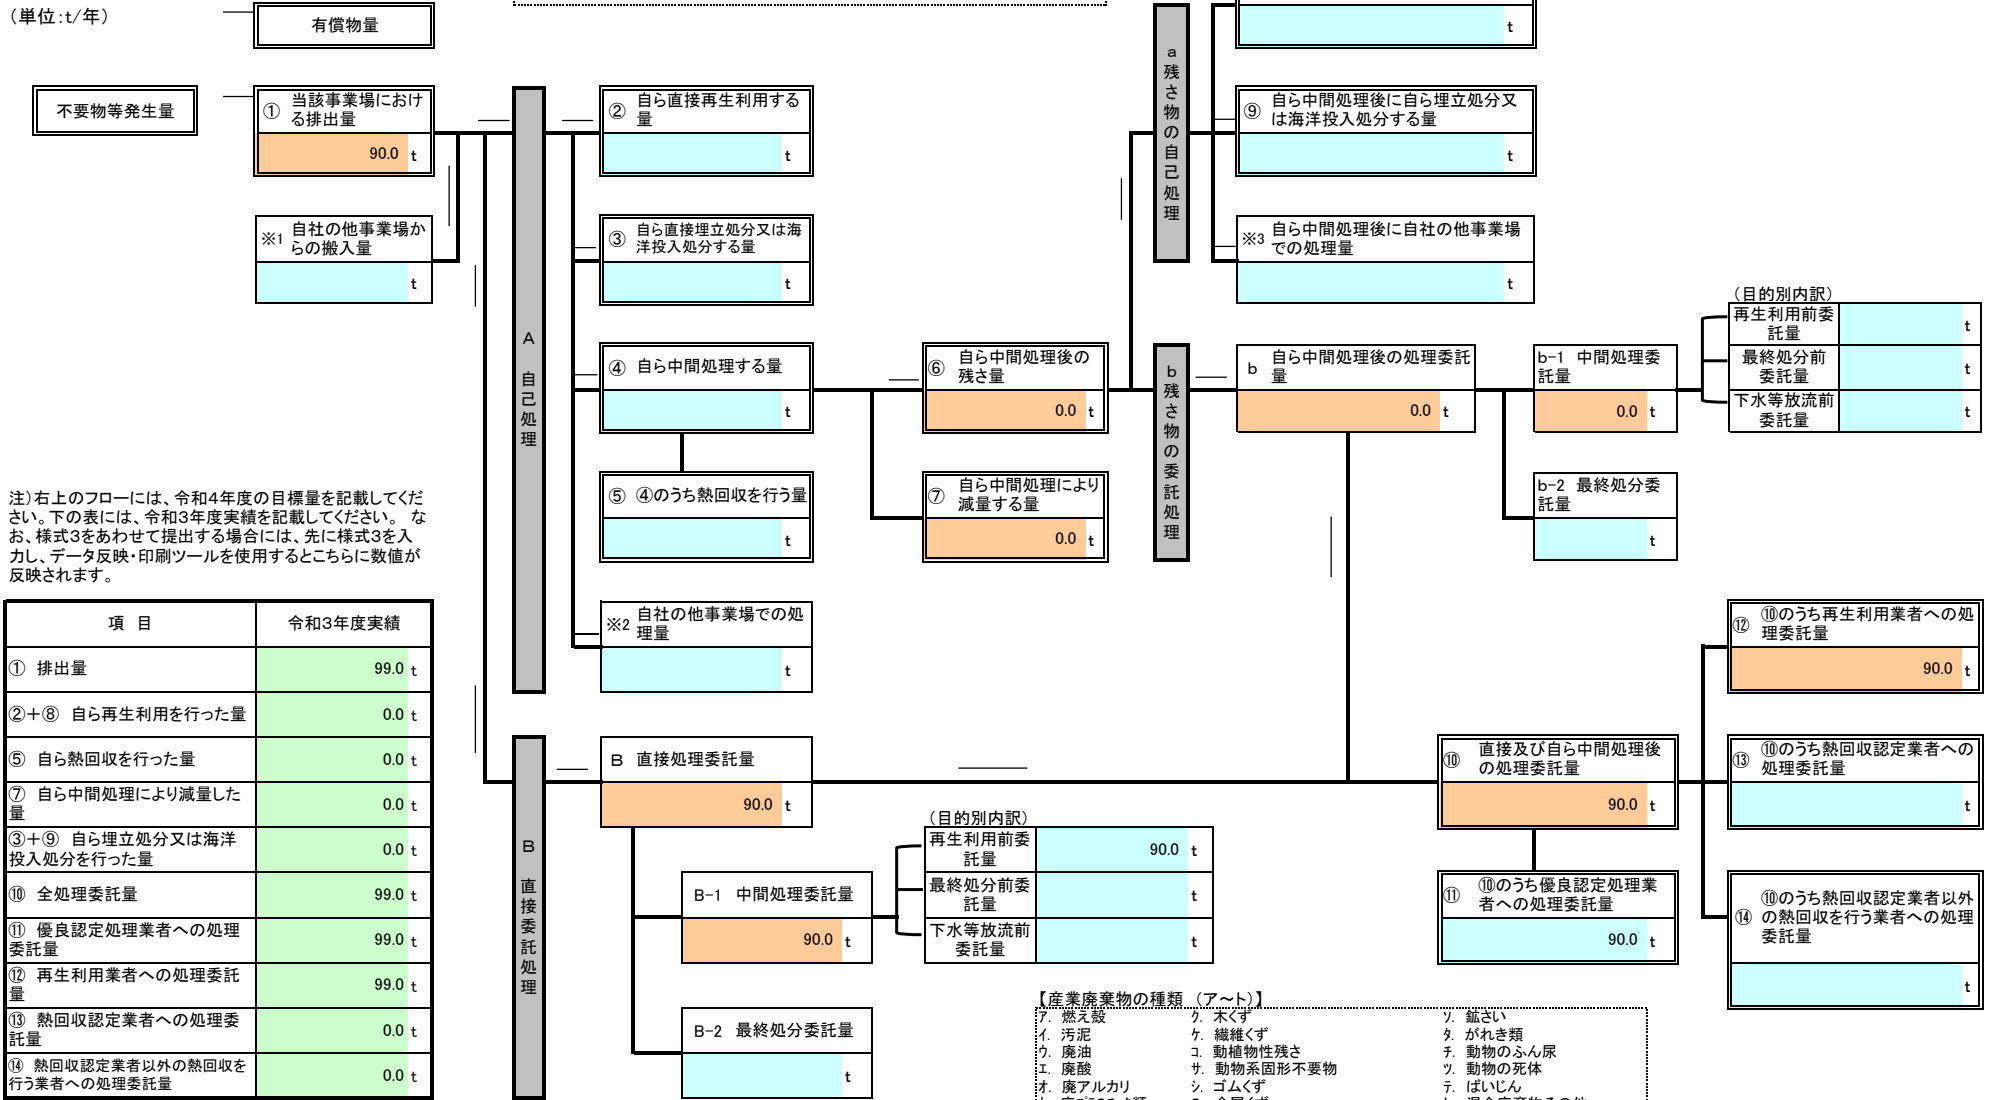 （単位：t/年）
有償物量
t
不要物等発生量
① 当該事業場におけ
る排出量
90.0 t
※1 自社の他事業場か
らの搬入量
t
A 自己処理
② 自ら直接再生利用する
量
t
③ 自ら直接埋立処分又は海
洋投入処分する量
t
④ 自ら中間処理する量
t
⑤ ④のうち熱回収を行う量
t
※2 自社の他事業場での処
理量
t
⑥ 自ら中間処理後の
残さ量
0.0 t
⑦ 自ら中間処理により
減量する量
0.0 t
a 残さ物の自己処理
⑨ 自ら中間処理後に自ら埋立処分又
は海洋投入処分する量
t
※3 自ら中間処理後に自社の他事業場
での処理量
t
b 残さ物の委託処理
b 自ら中間処理後の処理委託
量
0.0 t
b-1 中間処理委
託量
0.0 t
b-2 最終処分委
託量
t
（目的別内訳）
再生利用前委
託量
t
最終処分前
委託量
t
下水等放流前
委託量
t
注）右上のフローには、令和4年度の目標量を記載してくだ
さい。下の表には、令和3年度実績を記載してください。 な
お、様式3をあわせて提出する場合には、先に様式3を入
力し、データ反映・印刷ツールを使用するとこちらに数値が
反映されます。
項 目 令和3年度実績
① 排出量 99.0 t
②＋⑧ 自ら再生利用を行った量 0.0 t
⑤ 自ら熱回収を行った量 0.0 t
⑦ 自ら中間処理により減量した
量 0.0 t
③＋⑨ 自ら埋立処分又は海洋
投入処分を行った量 0.0 t
⑩ 全処理委託量 99.0 t
⑪ 優良認定処理業者への処理
委託量 99.0 t
⑫ 再生利用業者への処理委託
量 99.0 t
⑬ 熱回収認定業者への処理委
託量 0.0 t
⑭ 熱回収認定業者以外の熱回収を
行う業者への処理委託量 0.0 t
B 直接委託処理
B 直接処理委託量
90.0 t
B-1 中間処理委託量
90.0 t
B-2 最終処分委託量
t
（目的別内訳）
再生利用前委
託量
90.0 t
最終処分前委
託量
t
下水等放流前
委託量
t
⑩ 直接及び自ら中間処理後
の処理委託量
90.0 t
⑪ ⑩のうち優良認定処理業
者への処理委託量
90.0 t
⑫ ⑩のうち再生利用業者への処
理委託量
90.0 t
⑬ ⑩のうち熱回収認定業者への
処理委託量
t
⑭ ⑩のうち熱回収認定業者以外
の熱回収を行う業者への処理
委託量
t
【産業廃棄物の種類 （ア～ト）】
ア. 燃え殻 ク. 木くず ソ. 鉱さい
イ. 汚泥 ケ. 繊維くず タ. がれき類
ウ. 廃油 コ. 動植物性残さ チ. 動物のふん尿
エ. 廃酸 サ. 動物系固形不要物 ツ. 動物の死体
オ. 廃アルカリ シ. ゴムくず テ. ばいじん